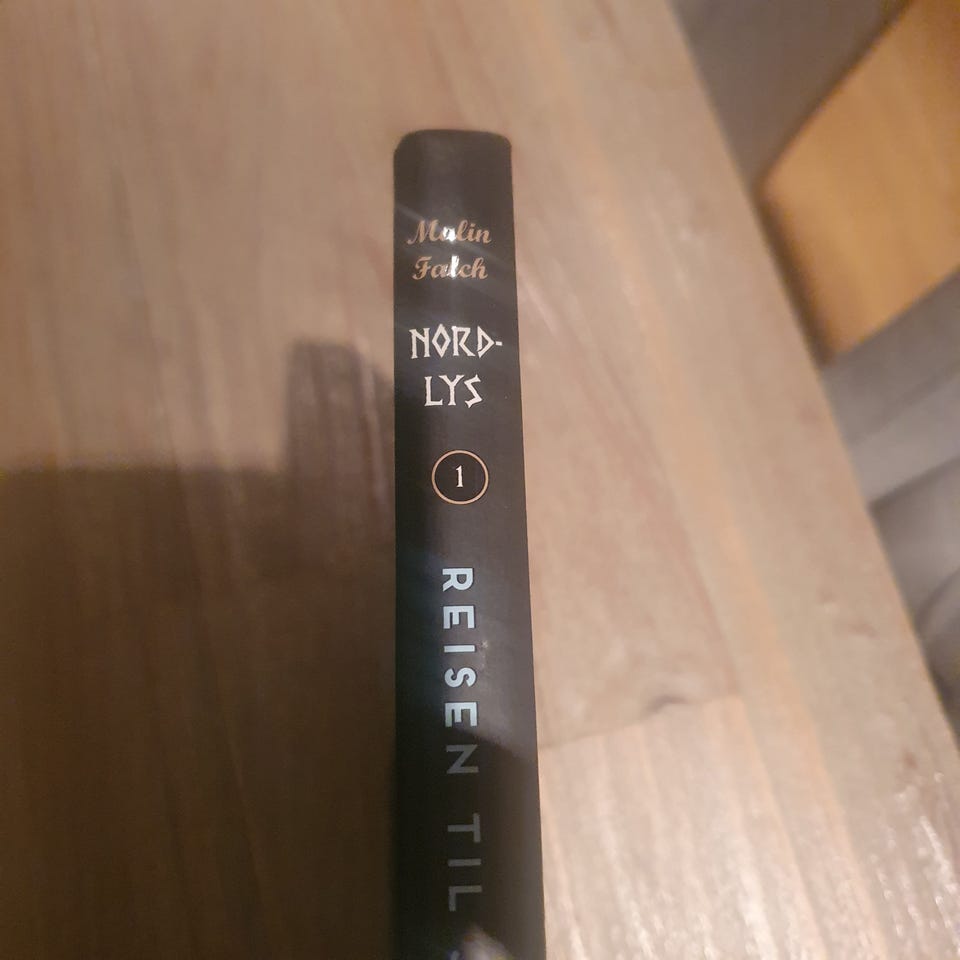 Malin
Falch
NORD-
LYS
1
REISEN TIL